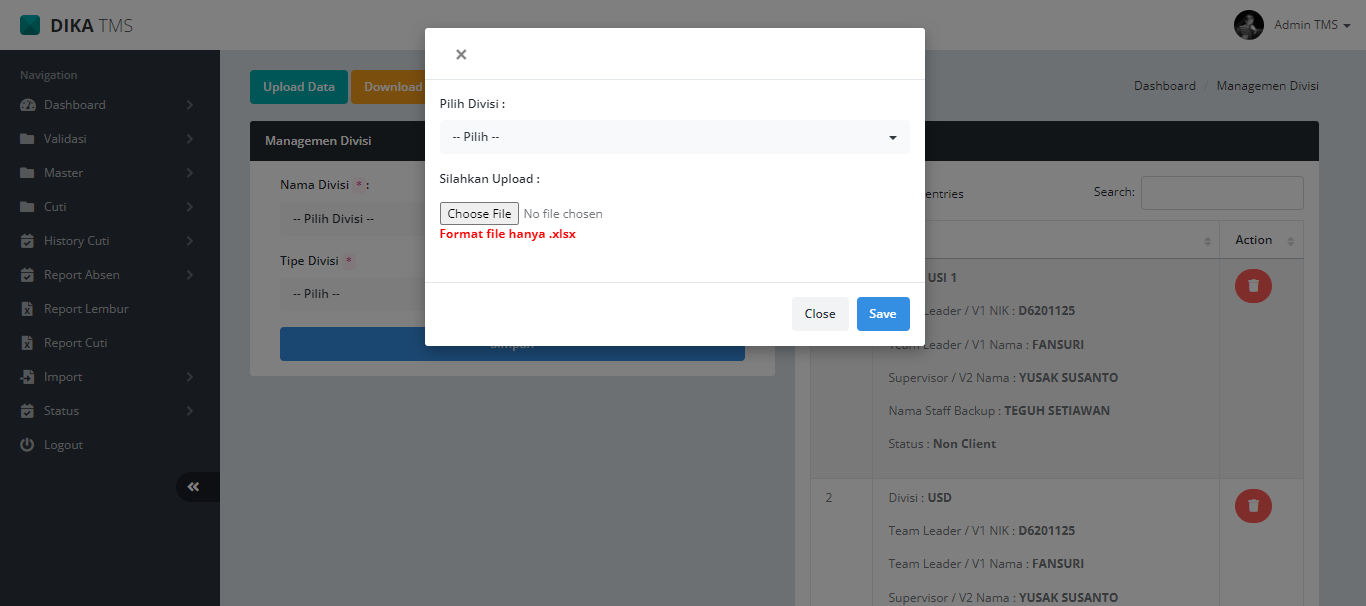 DIKA TMS
Admin TMS
Navigation
Dashboard
Validasi
Master
Cuti
History Cuti
Report Absen
Report Lembur
Report Cuti
Import
Status
Logout
Upload Data
Download
Dashboard / Managemen Divisi
Managemen Divisi
Nama Divisi * :
-- Pilih Divisi --
Tipe Divisi *
-- Pilih --
Simpan
×
Pilih Divisi :
-- Pilih --
Silahkan Upload :
Choose File No file chosen
Format file hanya .xlsx
Close
Save
entries
Search:
Action
USI 1
Leader / V1 NIK : D6201125
Team Leader / V1 Nama : FANSURI
Supervisor / V2 Nama : YUSAK SUSANTO
Nama Staff Backup : TEGUH SETIAWAN
Status : Non Client
2
Divisi : USD
Team Leader / V1 NIK : D6201125
Team Leader / V1 Nama : FANSURI
Supervisor / V2 Nama : YUSAK SUSANTO